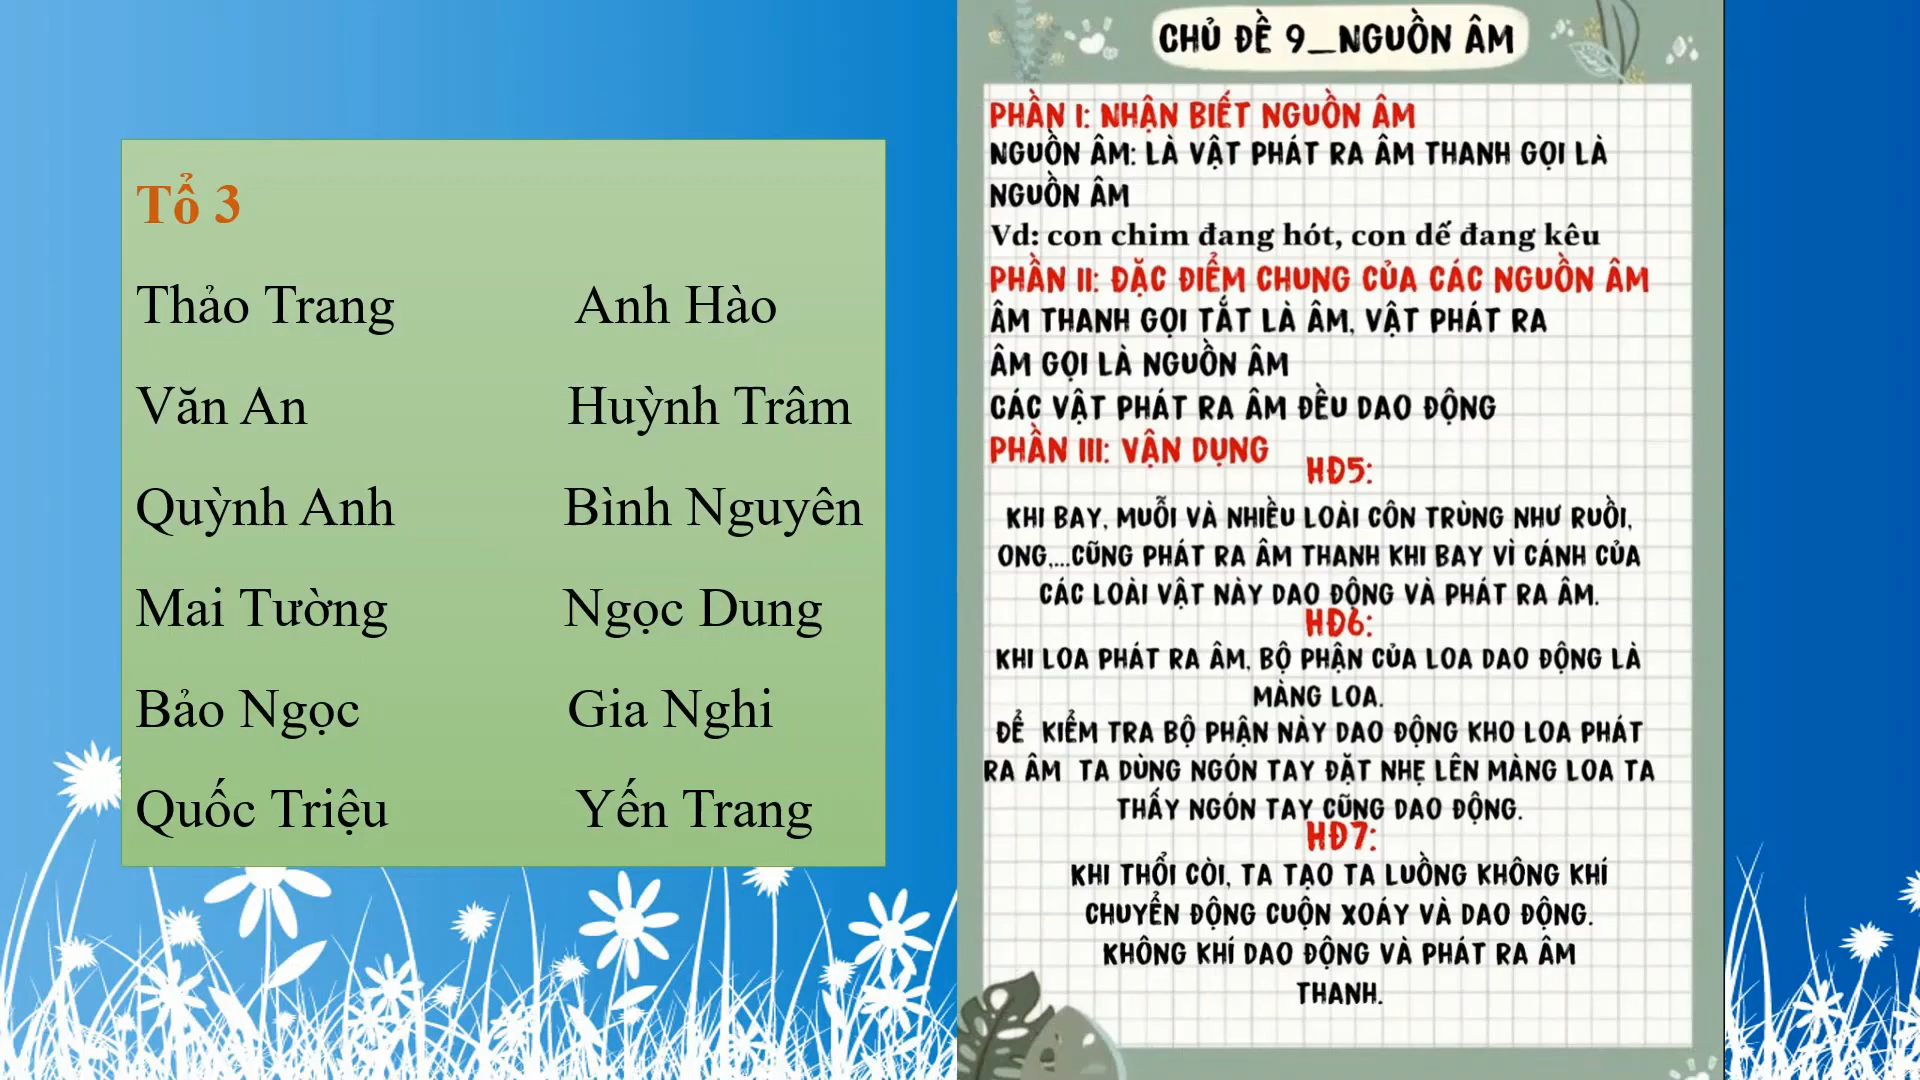 Tổ 3
Thảo Trang Anh Hào
Văn An Huỳnh Trâm
Quỳnh Anh Bình Nguyên
Mai Tường Ngọc Dung
Bảo Ngọc Gia Nghi
Quốc Triệu Yến Trang
CHỦ ĐỀ 9_NGUỒN ÂM
PHẦN I: NHẬN BIẾT NGUỒN ÂM
NGUỒN ÂM: LÀ VẬT PHÁT RA ÂM THANH GỌI LÀ
NGUỒN ÂM
Vd: con chim đang hót, con dế đang kêu
PHẦN II: ĐẶC ĐIỂM CHUNG CỦA CÁC NGUỒN ÂM
ÂM THANH GỌI TẮT LÀ ÂM, VẬT PHÁT RA
ÂM GỌI LÀ NGUỒN ÂM
CÁC VẬT PHÁT RA ÂM ĐỀU DAO ĐỘNG
PHẦN III: VẬN DỤNG
HĐ5:
KHI BAY, MUỖI VÀ NHIỀU LOÀI CÔN TRÙNG NHƯ RUỒI,
ONG,...CŨNG PHÁT RA ÂM THANH KHI BAY VÌ CÁNH CỦA
CÁC LOÀI VẬT NÀY DAO ĐỘNG VÀ PHÁT RA ÂM.
HĐ6:
KHI LOA PHÁT RA ÂM, BỘ PHẬN CỦA LOA DAO ĐỘNG LÀ
MÀNG LOA.
ĐỂ KIỂM TRA BỘ PHẬN NÀY DAO ĐỘNG KHO LOA PHÁT
RA ÂM TA DÙNG NGÓN TAY ĐẶT NHẸ LÊN MÀNG LOA TA
THẤY NGÓN TAY CŨNG DAO ĐỘNG.
HĐ7:
KHI THỔI CÒI, TA TẠO TA LUỒNG KHÔNG KHÍ
CHUYỂN ĐỘNG CUỘN XOÁY VÀ DAO ĐỘNG.
KHÔNG KHÍ DAO ĐỘNG VÀ PHÁT RA ÂM
THANH.